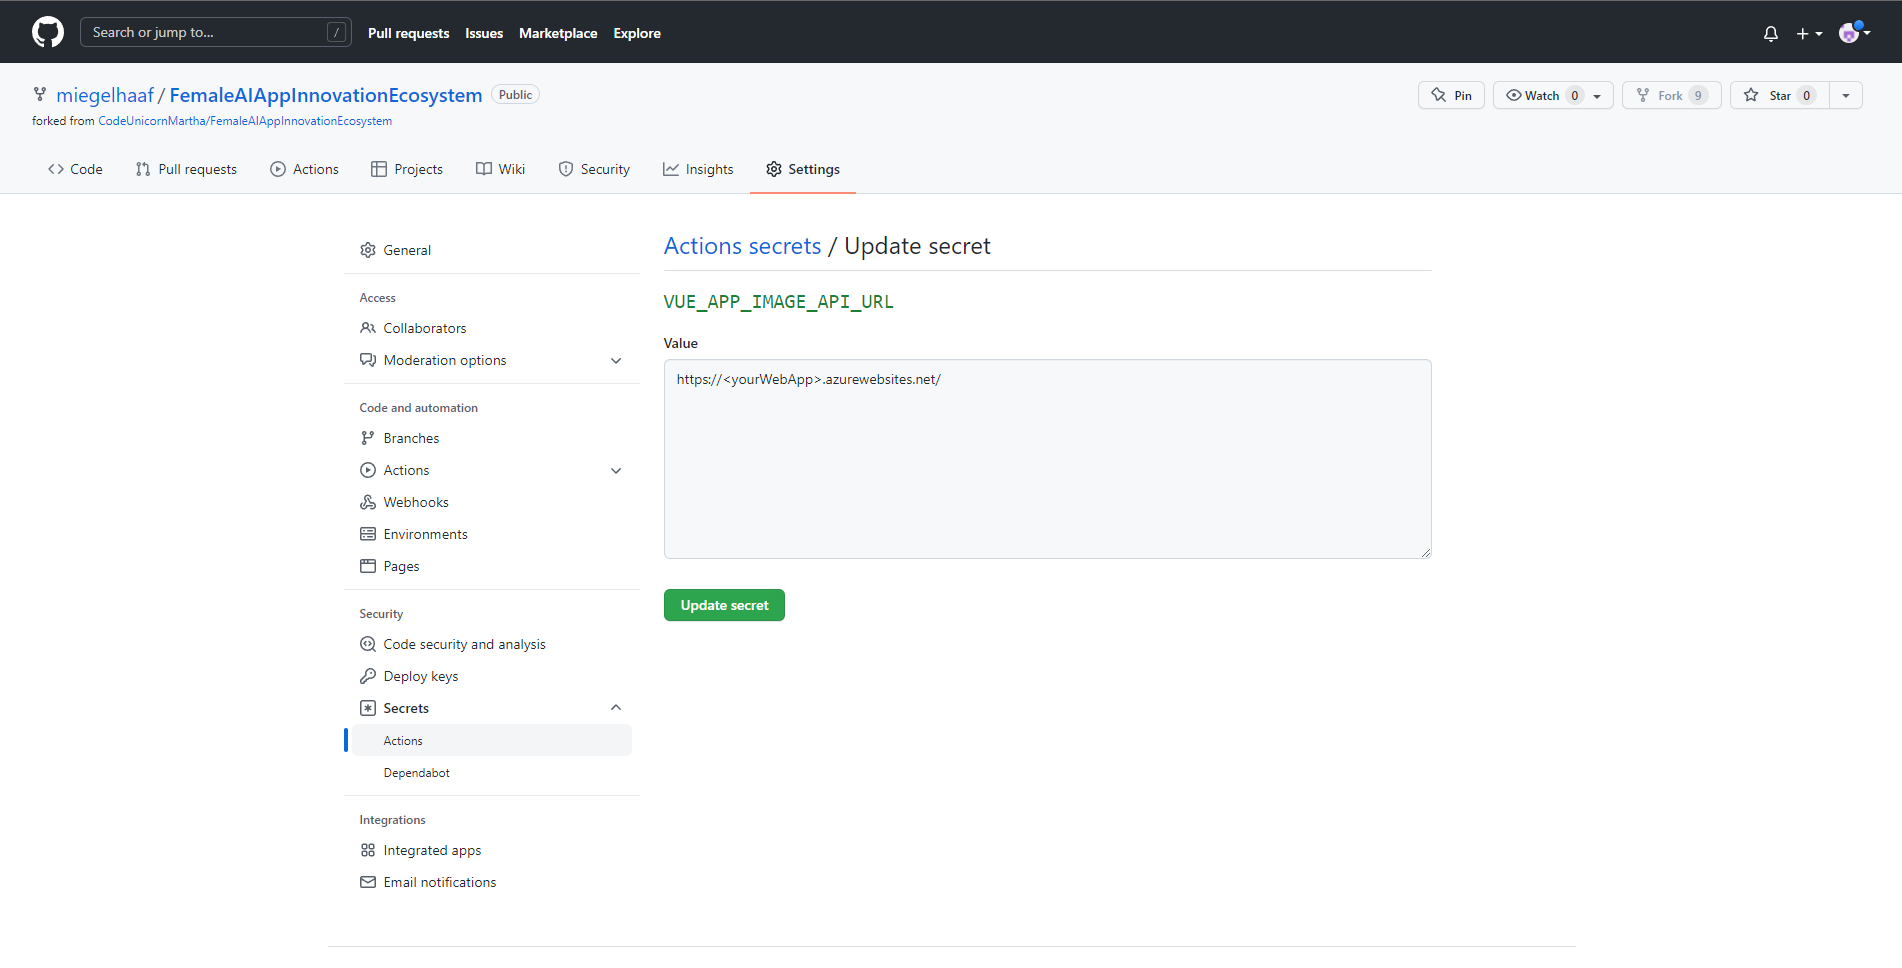 Search or jump to... /
Pull requests Issues Marketplace Explore
miegelhaaf / FemaleAIAppInnovationEcosystem Public
Pin Watch 0 Fork 9 Star 0
forked from CodeUnicornMartha/FemaleAIAppInnovationEcosystem
Code Pull requests Actions Projects Wiki Security Insights Settings
General
Access
Collaborators
Moderation options
Code and automation
Branches
Actions
Webhooks
Environments
Pages
Security
Code security and analysis
Deploy keys
Secrets
Actions
Dependabot
Integrations
Integrated apps
Email notifications
Actions secrets / Update secret
VUE_APP_IMAGE_API_URL
Value
https://<yourWebApp>.azurewebsites.net/
Update secret